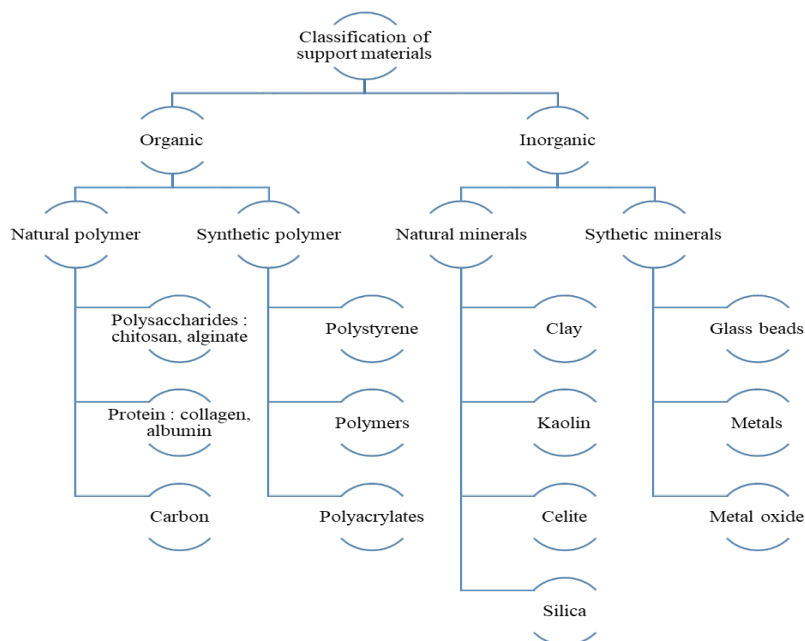 Classification of
support materials
Organic
Inorganic
Natural polymer
Synthetic polymer
Natural minerals
Sythetic minerals
Polysaccharides :
chitosan, alginate
Polystyrene
Clay
Glass beads
Protein : collagen,
albumin
Polymers
Kaolin
Metals
Carbon
Polyacrylates
Celite
Metal oxide
Silica